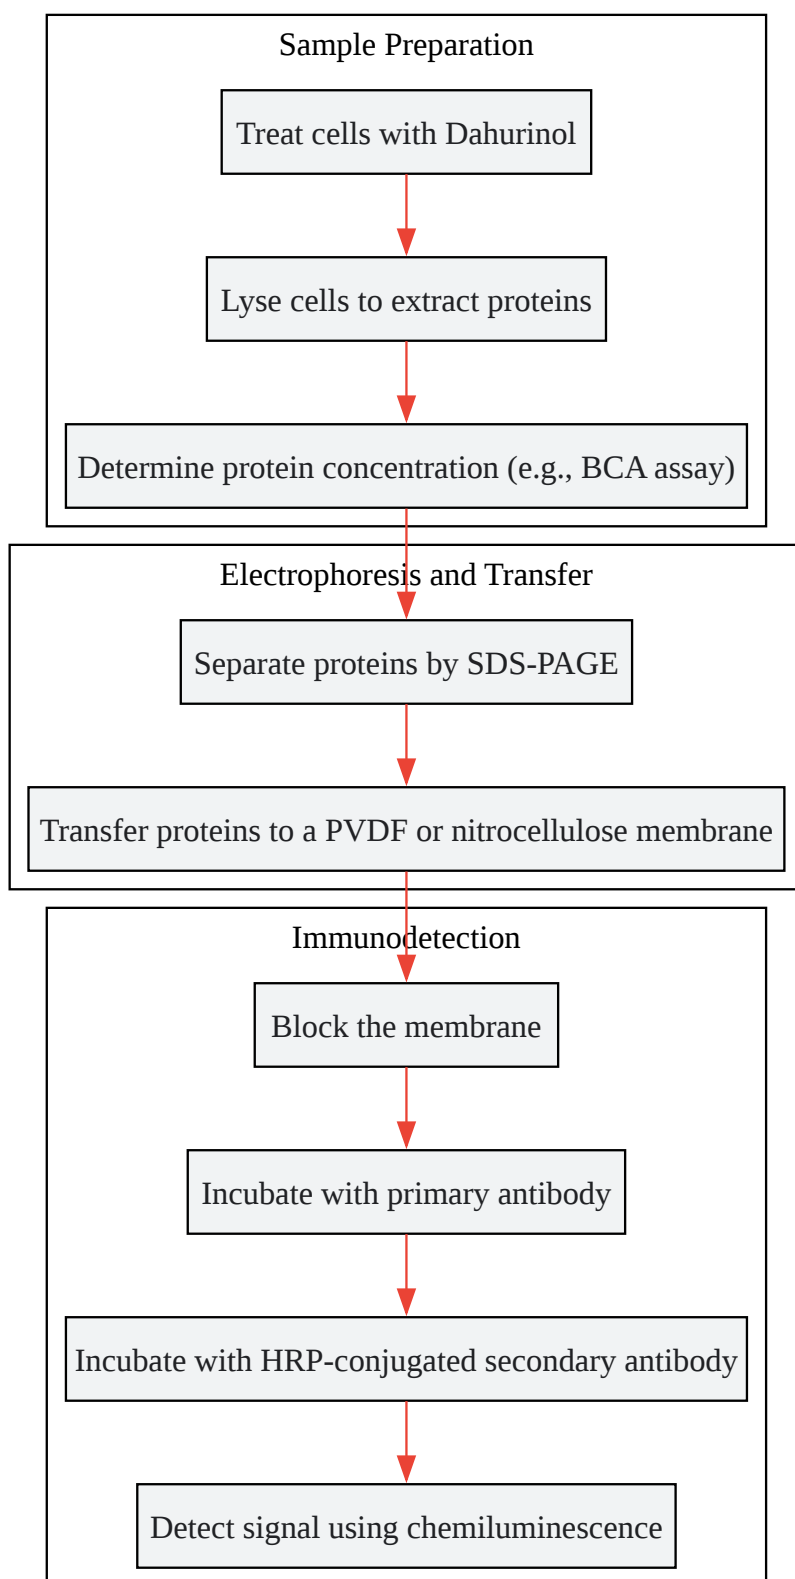 Sample Preparation
Treat cells with Dahurinol
Lyse cells to extract proteins
Determine protein concentration (e.g., BCA assay)
Electrophoresis and Transfer
Separate proteins by SDS-PAGE
Transfer proteins to a PVDF or nitrocellulose membrane
Immunodetection
Block the membrane
Incubate with primary antibody
Incubate with HRP-conjugated secondary antibody
Detect signal using chemiluminescence